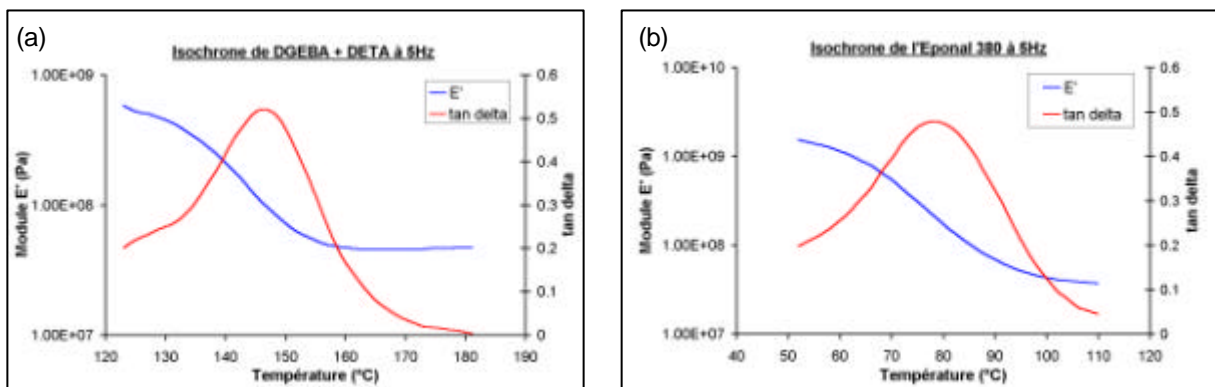 (a)
Isochrone de DGEBA + DETA à 5Hz
1.00E+09
1.00E+08
1.00E+07
Module E' (Pa)
E'
tan delta
0.6
0.5
0.4
0.3
0.2
0.1
0
tan delta
120 130 140 150 160 170 180 190
Température (°C)
(b)
Isochrone de l'Eponal 380 à 5Hz
1.00E+10
1.00E+09
1.00E+08
1.00E+07
Module E' (Pa)
E'
tan delta
0.6
0.5
0.4
0.3
0.2
0.1
0
tan delta
40 50 60 70 80 90 100 110 120
Température (°C)